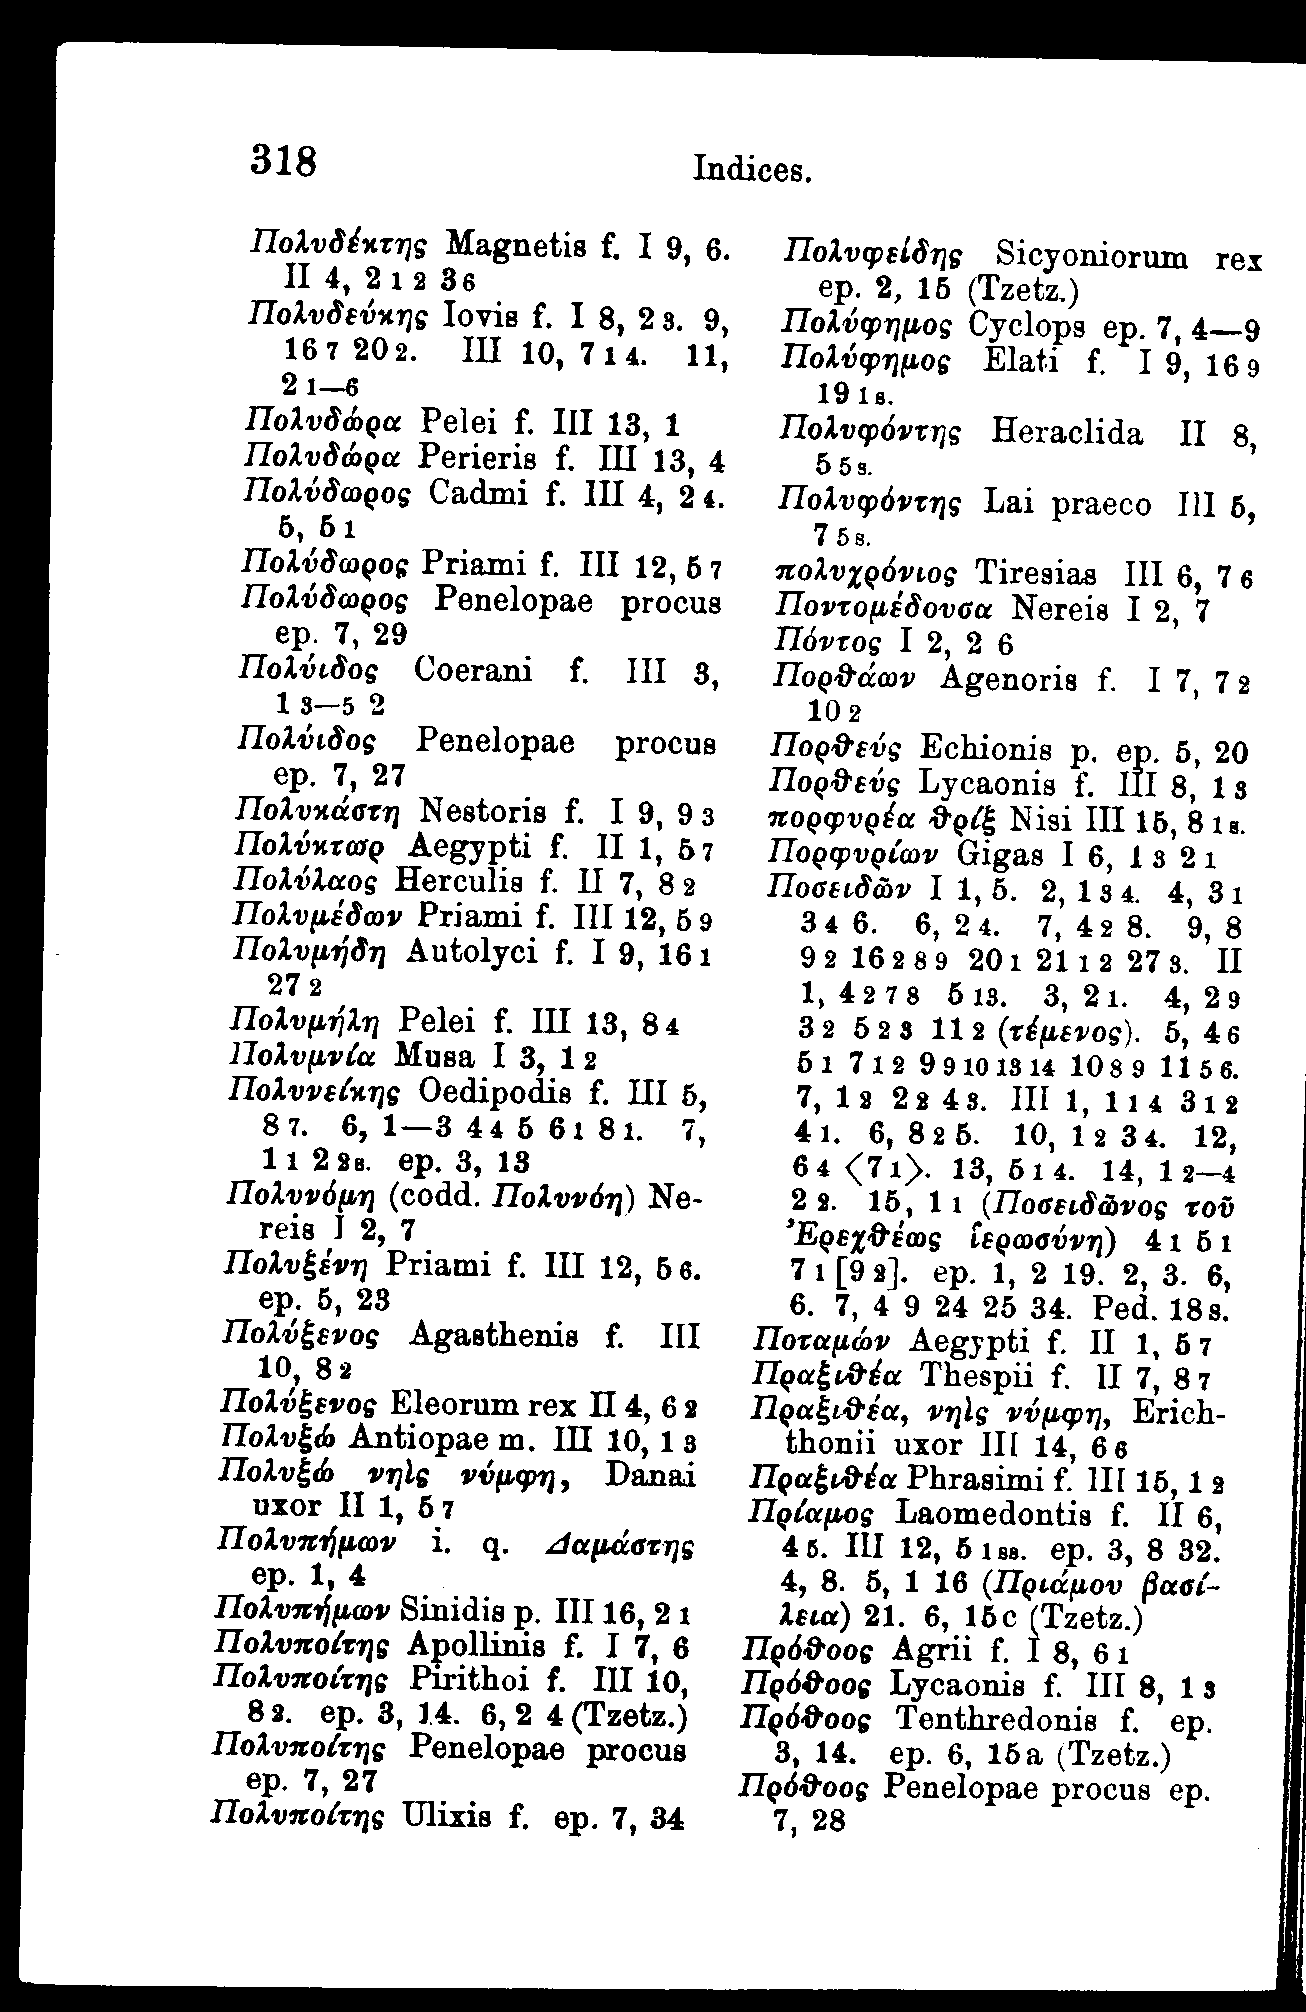 318
Indices.
Πολυδέκτης Magnetis f. I 9, 6.
II 4, 2 1 2 3 6
Πολυδεύκης Iovis f. I 8, 2 3. 9,
16 7 20 2. III 10, 7 1 4. 11,
2 1—6
Πολυδώρα Pelei f. III 13, 1
Πολυδώρα Perieris f. III 13, 4
Πολύδωρος Cadmi f. III 4, 2 4.
5, 5 1
Πολύδωρος Priami f. III 12, 5 7
Πολύδωρος Penelopae procus
ep. 7, 29
Πολύιδος Coerani f. III 3,
1 3—5 2
Πολύιδος Penelopae procus
ep. 7, 27
Πολυκάστη Nestoris f. I 9, 9 3
Πολύκτωρ Aegypti f. II 1, 5 7
Πολύλαος Herculis f. II 7, 8 2
Πολυμέδων Priami f. III 12, 5 9
Πολυμήδη Autolyci f. I 9, 16 1
27 2
Πολυμήλη Pelei f. III 13, 8 4
Πολυμνία Musa I 3, 1 2
Πολυνείκης Oedipodis f. III 5,
8 7. 6, 1—3 4 4 5 6 1 8 1. 7,
1 1 2 2s. ep. 3, 13
Πολυνόμη (codd. Πολυνόη) Ne-
reis I 2, 7
Πολυξένη Priami f. III 12, 5 6.
ep. 5, 23
Πολύξενος Agasthenis f. III
10, 8 2
Πολύξενος Eleorum rex II 4, 6 2
Πολυξώ Antiopae m. III 10, 1 3
Πολυξώ νηὶς νύμφη, Danai
uxor II 1, 5 7
Πολυπήμων i. q. Δαμάστης
ep. 1, 4
Πολυπήμων Sinidis p. III 16, 2 1
Πολυποίτης Apollinis f. I 7, 6
Πολυποίτης Pirithoi f. III 10,
8 2. ep. 3, 14. 6, 2 4 (Tzetz.)
Πολυποίτης Penelopae procus
ep. 7, 27
Πολυποίτης Ulixis f. ep. 7, 34
Πολυφείδης Sicyoniorum rex
ep. 2, 15 (Tzetz.)
Πολύφημος Cyclops ep. 7, 4—9
Πολύφημος Elati f. I 9, 16 9
19 1s.
Πολυφόντης Heraclida II 8,
5 5s.
Πολυφόντης Lai praeco III 5,
7 5s.
πολυχρόνιος Tiresias III 6, 7 6
Ποντομέδουσα Nereis I 2, 7
Πόντος I 2, 2 6
Πορθάων Agenoris f. I 7, 7 2
10 2
Πορθεύς Echionis p. ep. 5, 20
Πορθεύς Lycaonis f. III 8, 1 3
πορφυρέα θρίξ Nisi III 15, 8 1s.
Πορφυρίων Gigas I 6, 1 3 2 1
Ποσειδῶν I 1, 5. 2, 1 3 4. 4, 3 1
3 4 6. 6, 2 4. 7, 4 2 8. 9, 8
9 2 16 2 8 9 20 1 21 1 2 27 3. II
1, 4 2 7 8 5 13. 3, 2 1. 4, 2 9
3 2 5 2 3 11 2 (τέμενος). 5, 4 6
5 1 7 1 2 9 9 10 13 14 10 8 9 11 5 6.
7, 1 2 2 2 4 3. III 1, 1 1 4 3 1 2
4 1. 6, 8 2 5. 10, 1 2 3 4. 12,
6 4 ⟨7 1⟩. 13, 5 1 4. 14, 1 2—4
2 2. 15, 1 1 (Ποσειδῶνος τοῦ
Ἐρεχθέως ἱερωσύνη) 4 1 5 1
7 1 [9 2]. ep. 1, 2 19. 2, 3. 6,
6. 7, 4 9 24 25 34. Ped. 18 3.
Ποταμών Aegypti f. II 1, 5 7
Πραξιθέα Thespii f. II 7, 8 7
Πραξιθέα, νηὶς νύμφη, Erich-
thonii uxor III 14, 6 6
Πραξιθέα Phrasimi f. III 15, 1 2
Πρίαμος Laomedontis f. II 6,
4 5. III 12, 5 1ss. ep. 3, 8 32.
4, 8. 5, 1 16 (Πριάμου βασί-
λεια) 21. 6, 15c (Tzetz.)
Πρόθοος Agrii f. I 8, 6 1
Πρόθοος Lycaonis f. III 8, 1 3
Πρόθοος Tenthredonis f. ep.
3, 14. ep. 6, 15a (Tzetz.)
Πρόθοος Penelopae procus ep.
7, 28